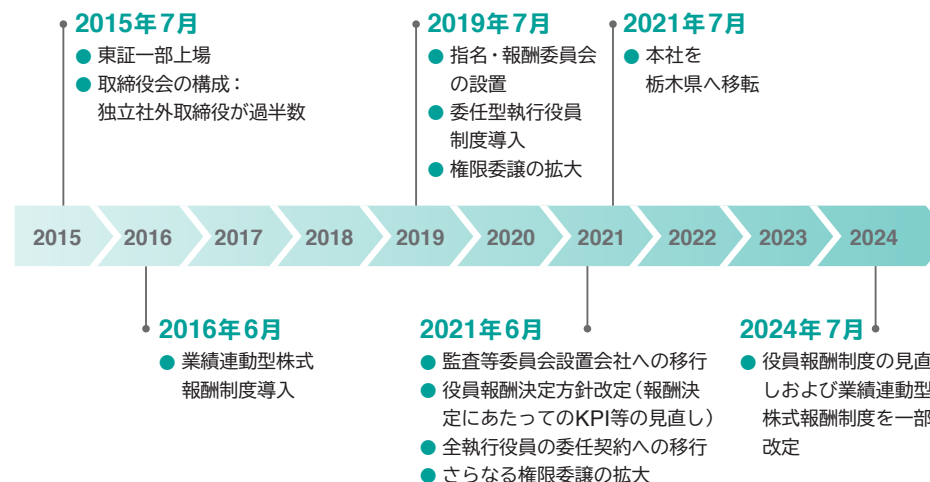 2015年7月
● 東証一部上場
● 取締役会の構成：
独立社外取締役が過半数
2019年7月
● 指名・報酬委員会
の設置
● 委任型執行役員
制度導入
● 権限委譲の拡大
2021年7月
● 本社を
栃木県へ移転
2015 2016 2017 2018 2019 2020 2021 2022 2023 2024
2016年6月
● 業績連動型株式
報酬制度導入
2021年6月
● 監査等委員会設置会社への移行
● 役員報酬決定方針改定（報酬決
定にあたってのKPI等の見直し）
● 全執行役員の委任契約への移行
● さらなる権限委譲の拡大
2024年7月
● 役員報酬制度の見直
しおよび業績連動型
株式報酬制度を一部
改定